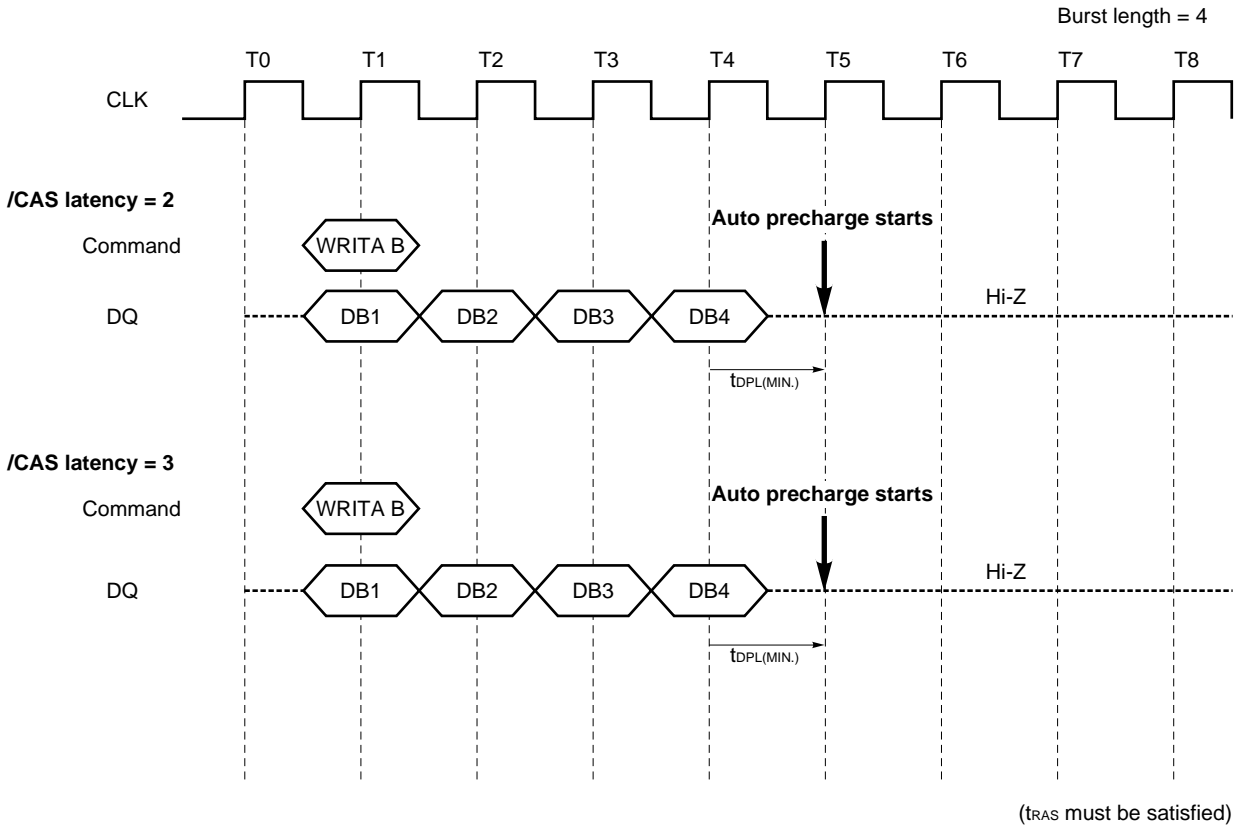 Burst length = 4
T0 T1 T2 T3 T4 T5 T6 T7 T8
CLK
/CAS latency = 2
Auto precharge starts
Command WRITA B
Hi-Z
DQ DB1 DB2 DB3 DB4
tDPL(MIN.)
/CAS latency = 3
Auto precharge starts
Command WRITA B
Hi-Z
DQ DB1 DB2 DB3 DB4
tDPL(MIN.)
(tRAS must be satisfied)